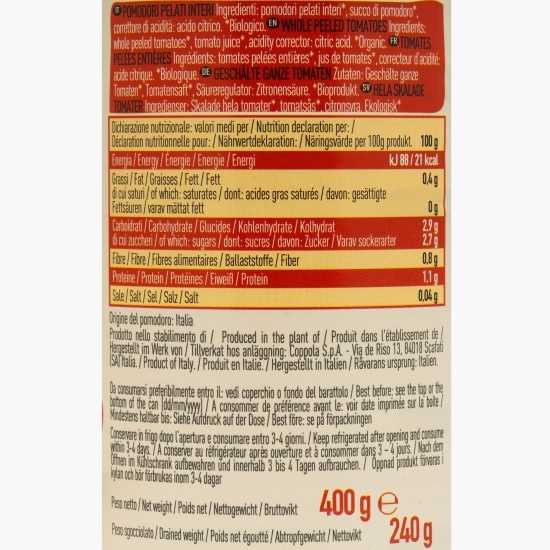 IT POMODORI PELATI INTERI Ingredienti: pomodori pelati interi*, succo di pomodoro*,
correttore di acidità: acido citrico. *Biologico. EN WHOLE PEELED TOMATOES Ingredients:
whole peeled tomatoes*, tomato juice*, acidity corrector: citric acid. *Organic. FR TOMATES
PELÉES ENTIÈRES Ingrédients: tomates pelées entières*, jus de tomates*, correcteur d'acidité:
acide citrique. *Biologique. DE GESCHÄLTE GANZE TOMATEN Zutaten: Geschälte ganze
Tomaten*, Tomatensaft*, Säureregulator: Zitronensäure. *Bioprodukt. SV HELA SKALADE
TOMATER Ingredienser: Skalade hela tomater*, tomatsås*, citronsyra. Ekologisk*
Dichiarazione nutrizionale: valori medi per / Nutrition declaration per: /
Déclaration nutritionnelle pour: / Nährwertdeklaration: / Näringsvärde per 100g produkt. 100 g
Energia / Energy / Énergie / Energie / Energi kJ 88 / 21 kcal
Grassi / Fat / Graisses / Fett / Fett 0,4 g
di cui saturi / of which: saturates / dont: acides gras saturés / davon: gesättigte
Fettsäuren / varav mättat fett 0 g
Carboidrati / Carbohydrate / Glucides / Kohlenhydrate / Kolhydrat 2,9 g
di cui zuccheri / of which: sugars / dont: sucres / davon: Zucker / Varav sockerarter 2,7 g
Fibre / Fibre / Fibres alimentaires / Ballaststoffe / Fiber 0,8 g
Proteine / Protein / Protéines / Eiweiß / Protein 1,1 g
Sale / Salt / Sel / Salz / Salt 0,04 g
Origine del pomodoro: Italia
Prodotto nello stabilimento di / Produced in the plant of / Produit dans l'établissement de /
Hergestellt im Werk von / Tillverkat hos anläggning: Coppola S.p.A. - Via de Riso 13, 84018 Scafati
(SA) Italia. / Product of Italy. / Produit en Italie. / Hergestellt in Italien / Råvarans ursprung: Italien.
Da consumarsi preferibilmente entro il: vedi coperchio o fondo del barattolo / Best before: see the top or the
bottom of the can (dd/mm/yyyy) / A consommer de préférence avant le: voir date imprimée sur la boîte /
Mindestens haltbar bis: Siehe Aufdruck auf der Dose / Best före: se på förpackningen
Conservare in frigo dopo l'apertura e consumare entro 3-4 giorni. / Keep refrigerated after opening and consume
within 3-4 days. / A conserver au réfrigérateur après ouverture et à consommer dans 3 - 4 jours. / Nach dem
Öffnen im Kühlschrank aufbewahren und innerhalb 3 bis 4 Tagen aufbrauchen. / Öppnad produkt förvaras i
kylan och bör förbrukas inom 3-4 dagar
Peso netto / Net weight / Poids net / Nettogewicht / Bruttovikt 400 g e
Peso sgocciolato / Drained weight / Poids net égoutté / Abtropfgewicht / Nettovikt 240 g